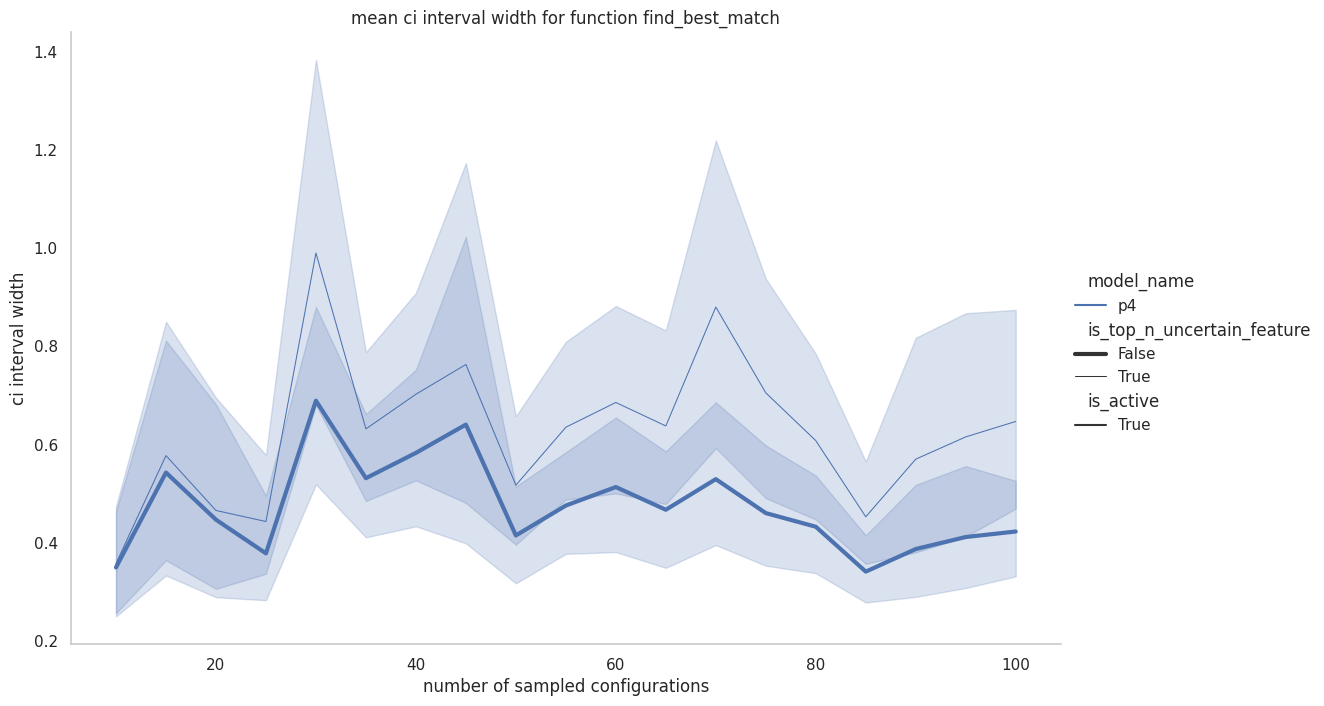 mean ci interval width for function find_best_match
1.4
1.2
1.0
0.8
0.6
0.4
0.2
ci interval width
20
40
60
80
100
number of sampled configurations
model_name
p4
is_top_n_uncertain_feature
False
True
is_active
True